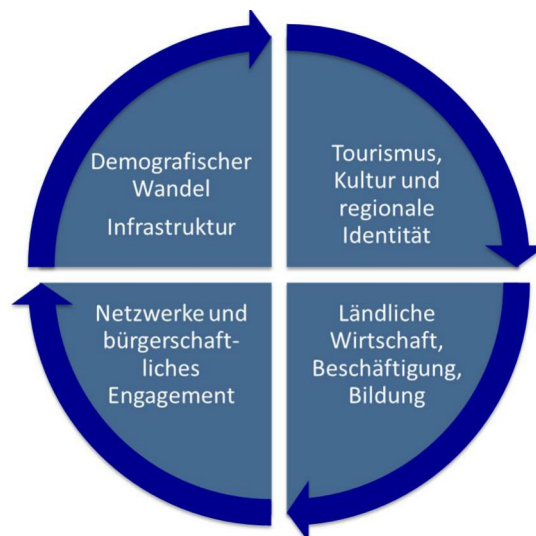 Demografischer
Wandel
Infrastruktur
Tourismus,
Kultur und
regionale
Identität
Netzwerke und
bürgerschaft-
liches
Engagement
Ländliche
Wirtschaft,
Beschäftigung,
Bildung